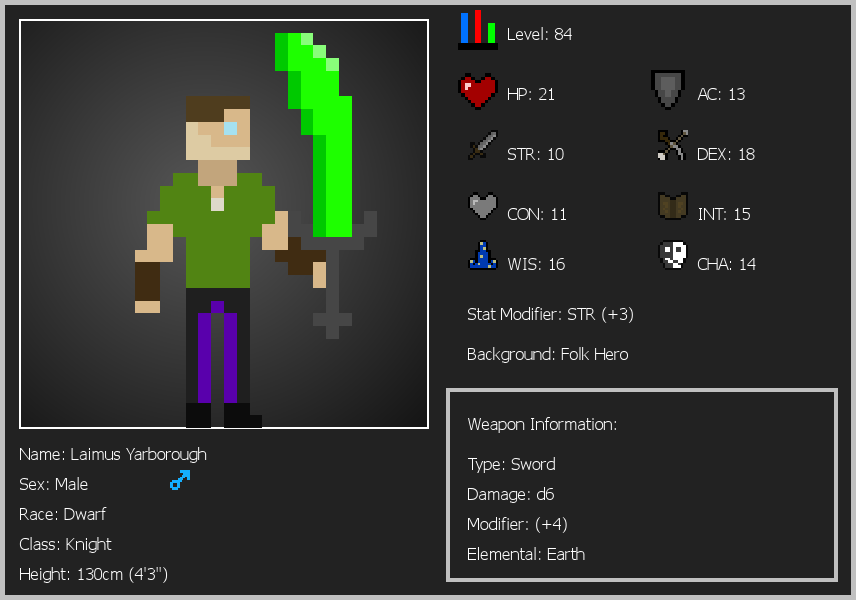 Level: 84
HP: 21
AC: 13
STR: 10
DEX: 18
CON: 11
INT: 15
WIS: 16
CHA: 14
Stat Modifier: STR (+3)
Background: Folk Hero
Weapon Information:
Type: Sword
Damage: d6
Modifier: (+4)
Elemental: Earth
Name: Laimus Yarborough
Sex: Male
Race: Dwarf
Class: Knight
Height: 130cm (4'3")